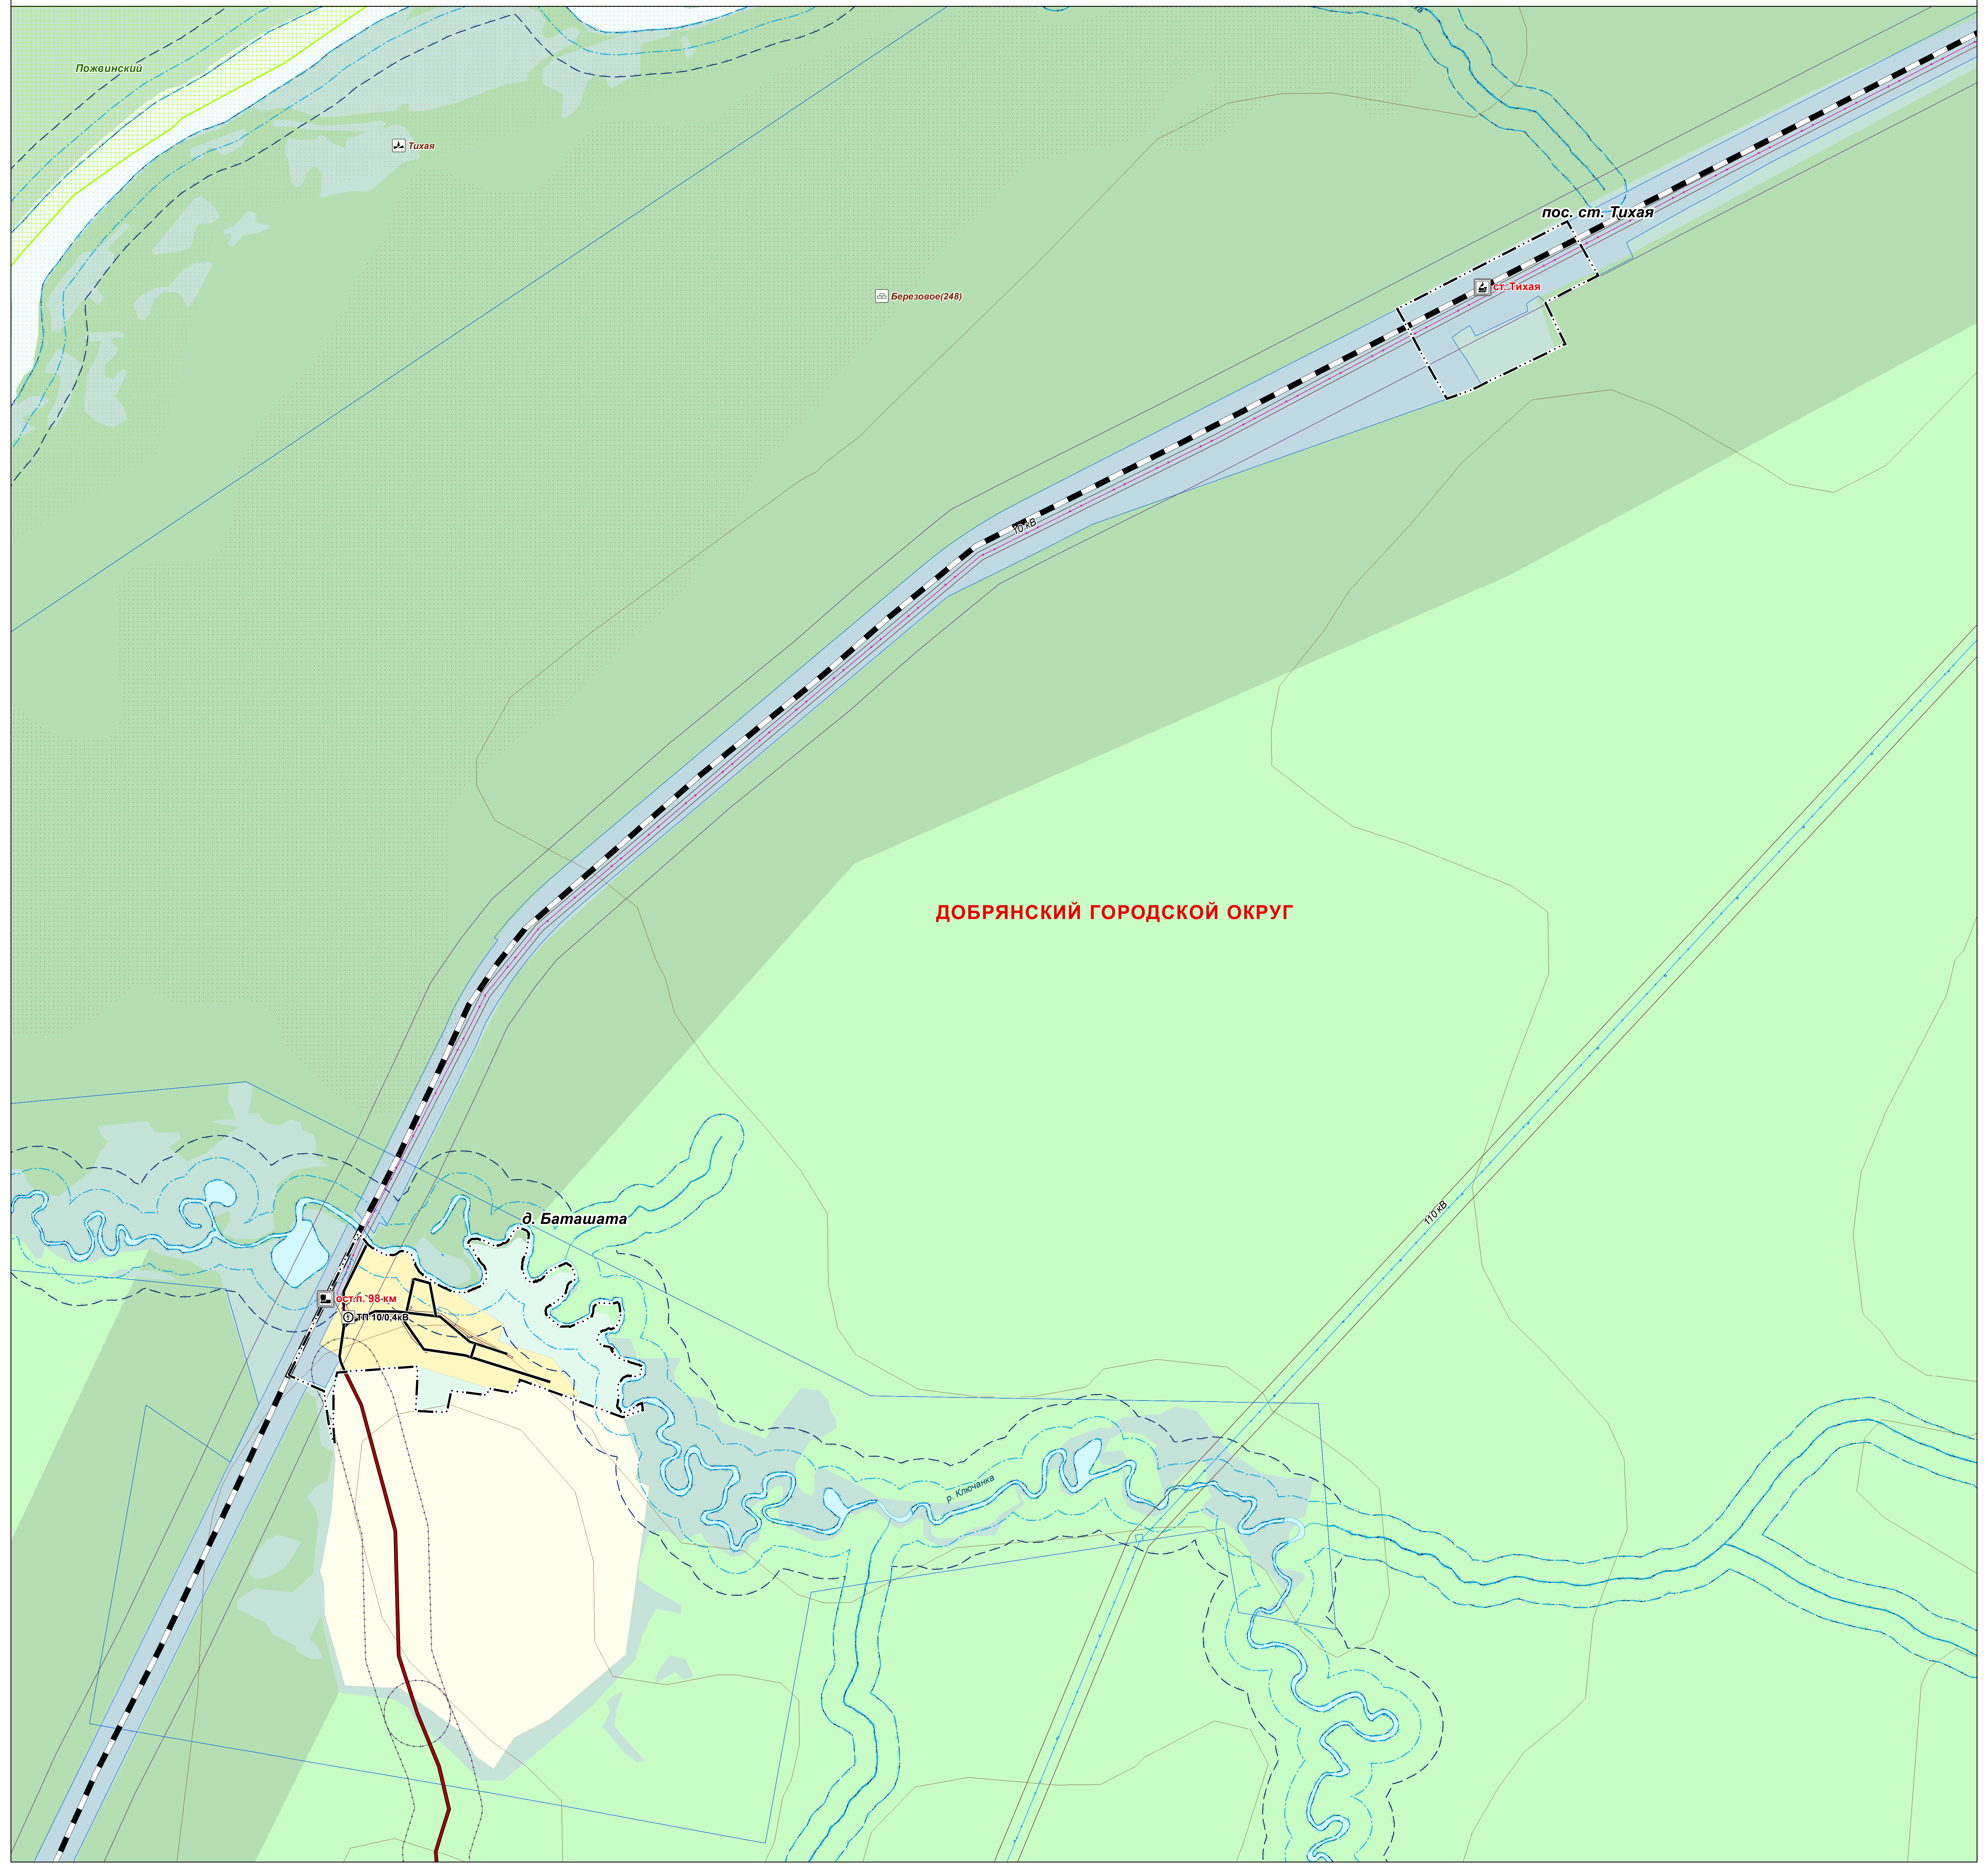 Пожвинский
Тихая
пос. ст. Тихая
ст. Тихая
Березовое(248)
10 кВ
ДОБРЯНСКИЙ ГОРОДСКОЙ ОКРУГ
110 кВ
д. Баташата
ост.п. 98-км
ТП 10/0,4кВ
р. Ключанка